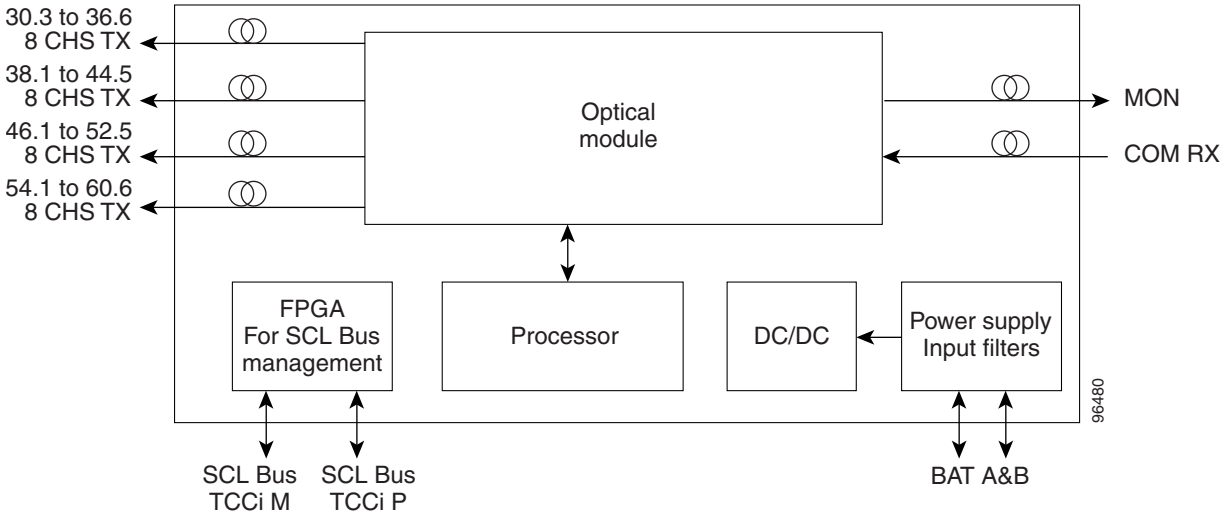 30.3 to 36.6
8 CHS TX
38.1 to 44.5
8 CHS TX
46.1 to 52.5
8 CHS TX
54.1 to 60.6
8 CHS TX
Optical
module
MON
COM RX
FPGA
For SCL Bus
management
Processor
DC/DC
Power supply
Input filters
SCL Bus
TCCi M
SCL Bus
TCCi P
BAT A&B
96480